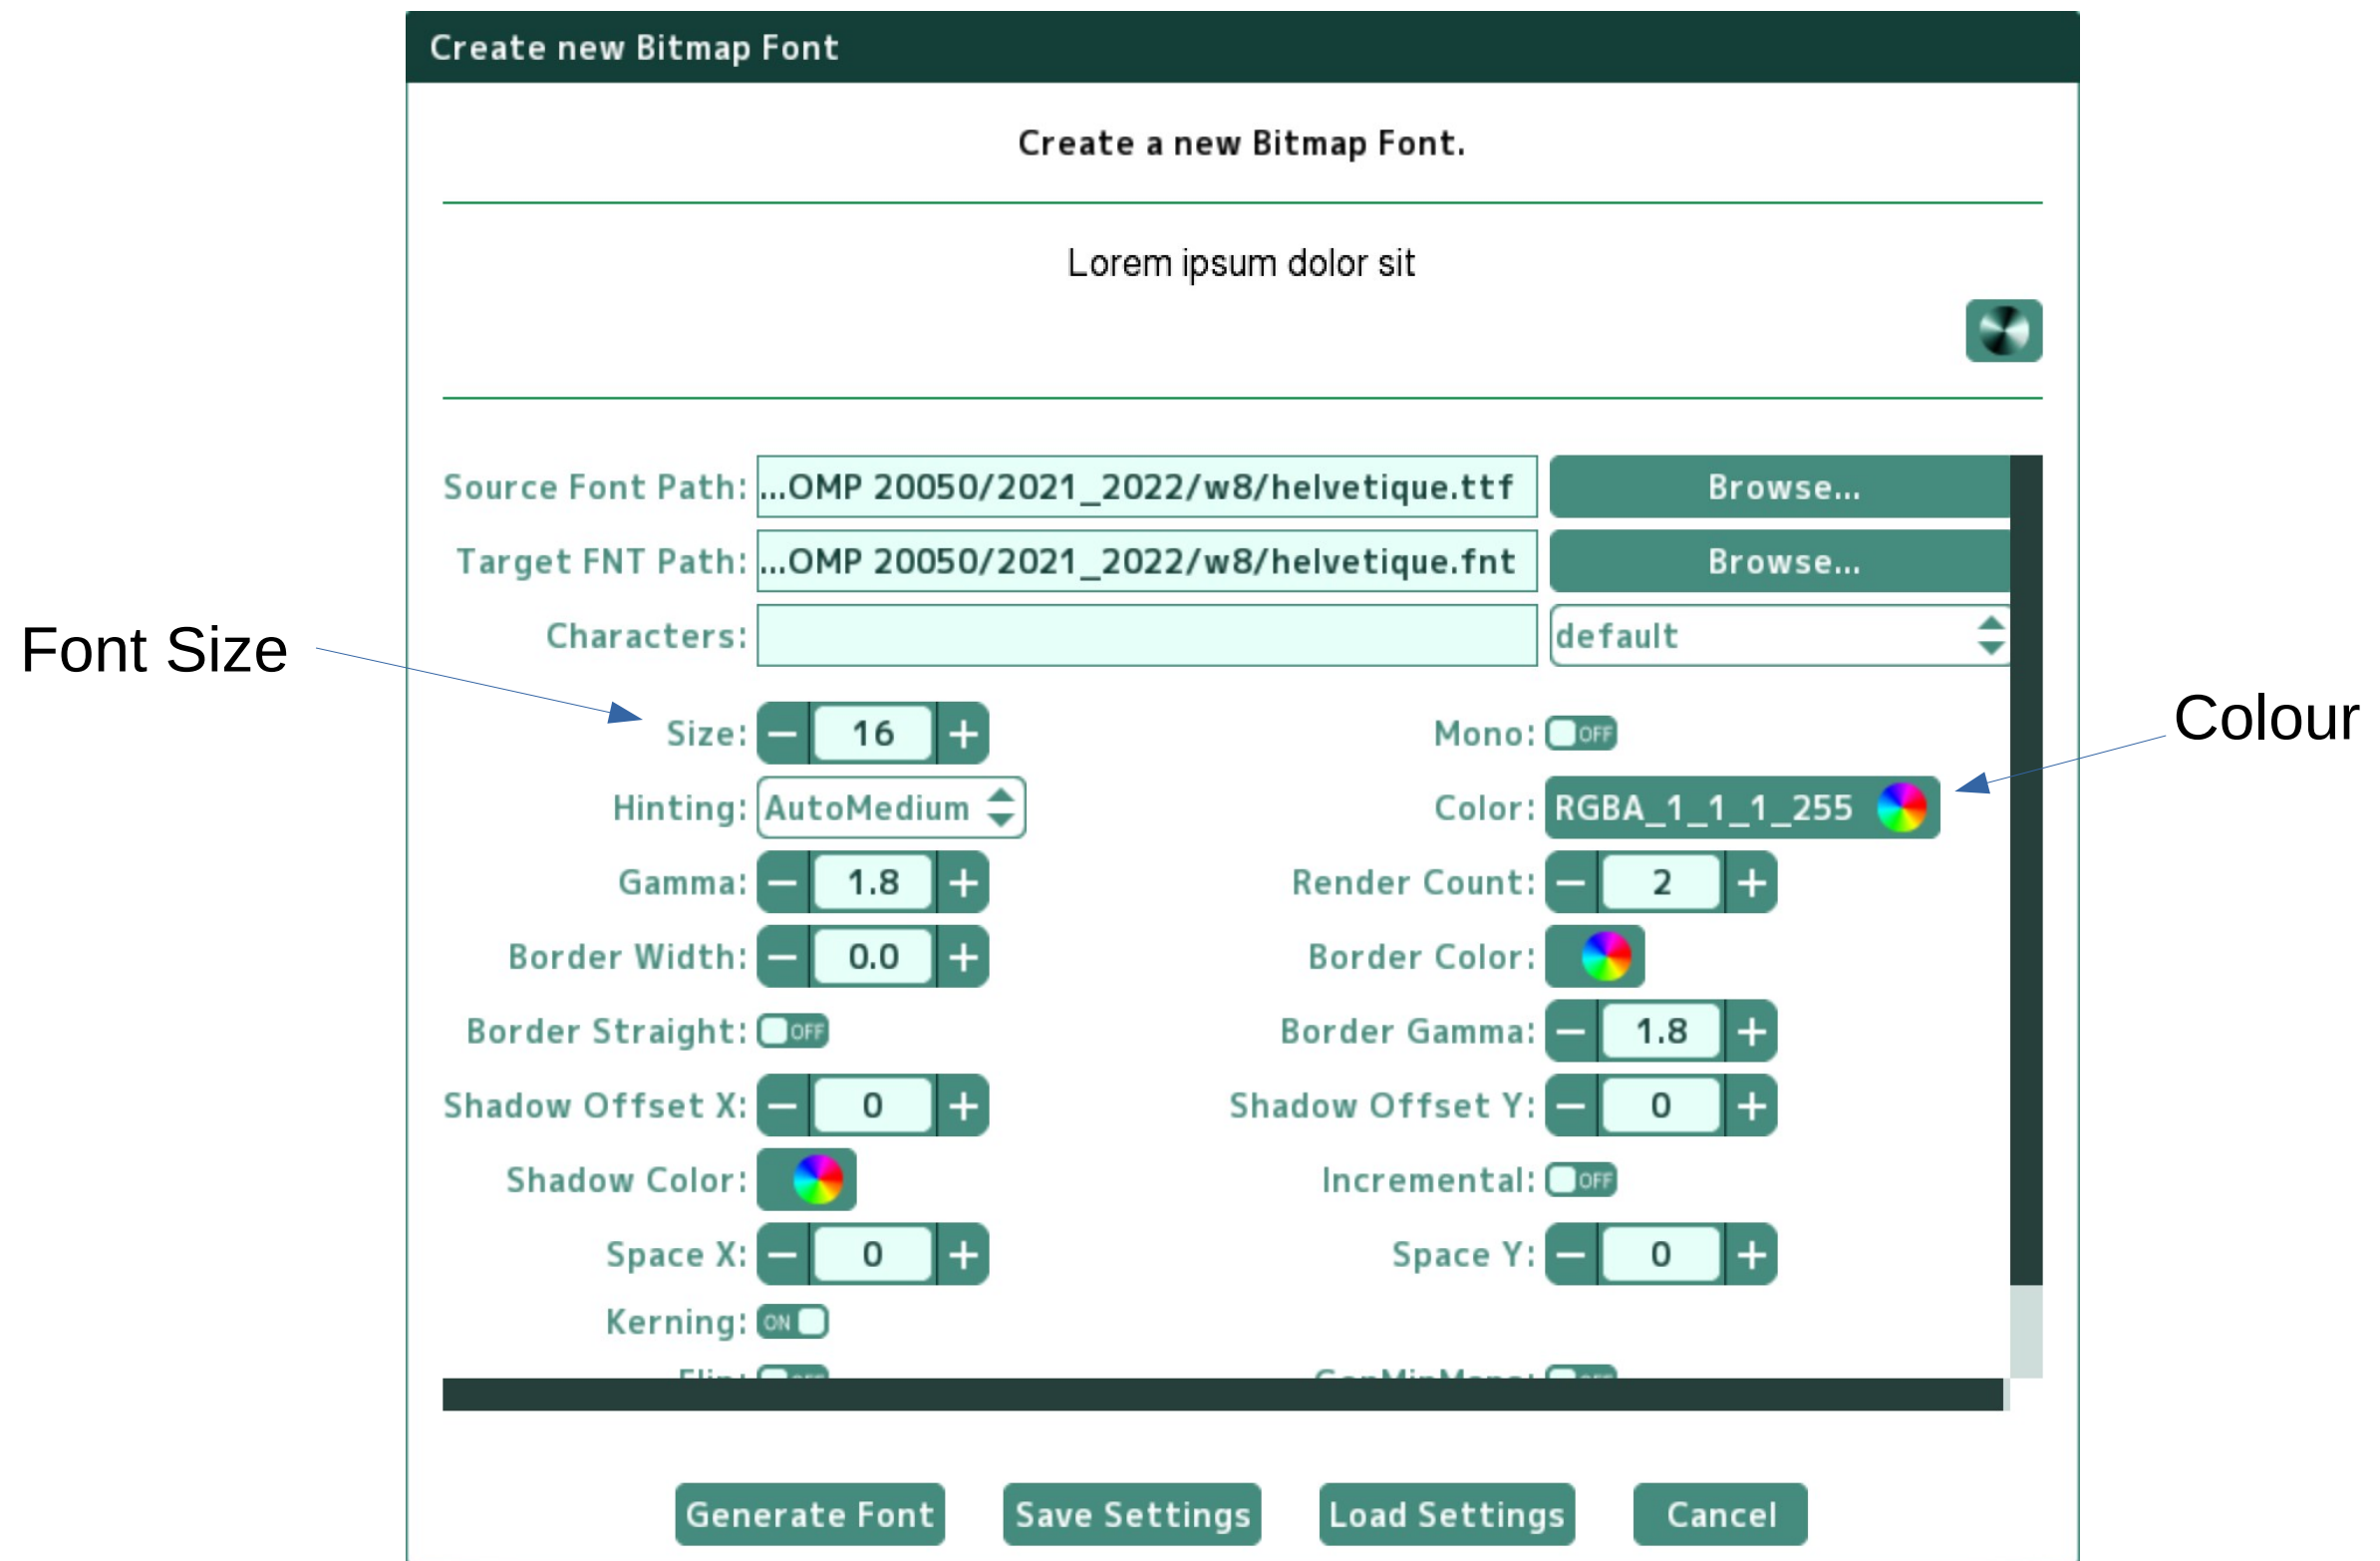 Create new Bitmap Font
Create a new Bitmap Font.
Lorem ipsum dolor sit
Source Font Path: ...OMP 20050/2021_2022/w8/helvetique.ttf Browse...
Target FNT Path: ...OMP 20050/2021_2022/w8/helvetique.fnt Browse...
Characters: default
Font Size
Colour
Size: 16 Mono: OFF
Hinting: AutoMedium Color: RGBA_1_1_1_255
Gamma: 1.8 Render Count: 2
Border Width: 0.0 Border Color:
Border Straight: OFF Border Gamma: 1.8
Shadow Offset X: 0 Shadow Offset Y: 0
Shadow Color: Incremental: OFF
Space X: 0 Space Y: 0
Kerning: ON
Generate Font Save Settings Load Settings Cancel